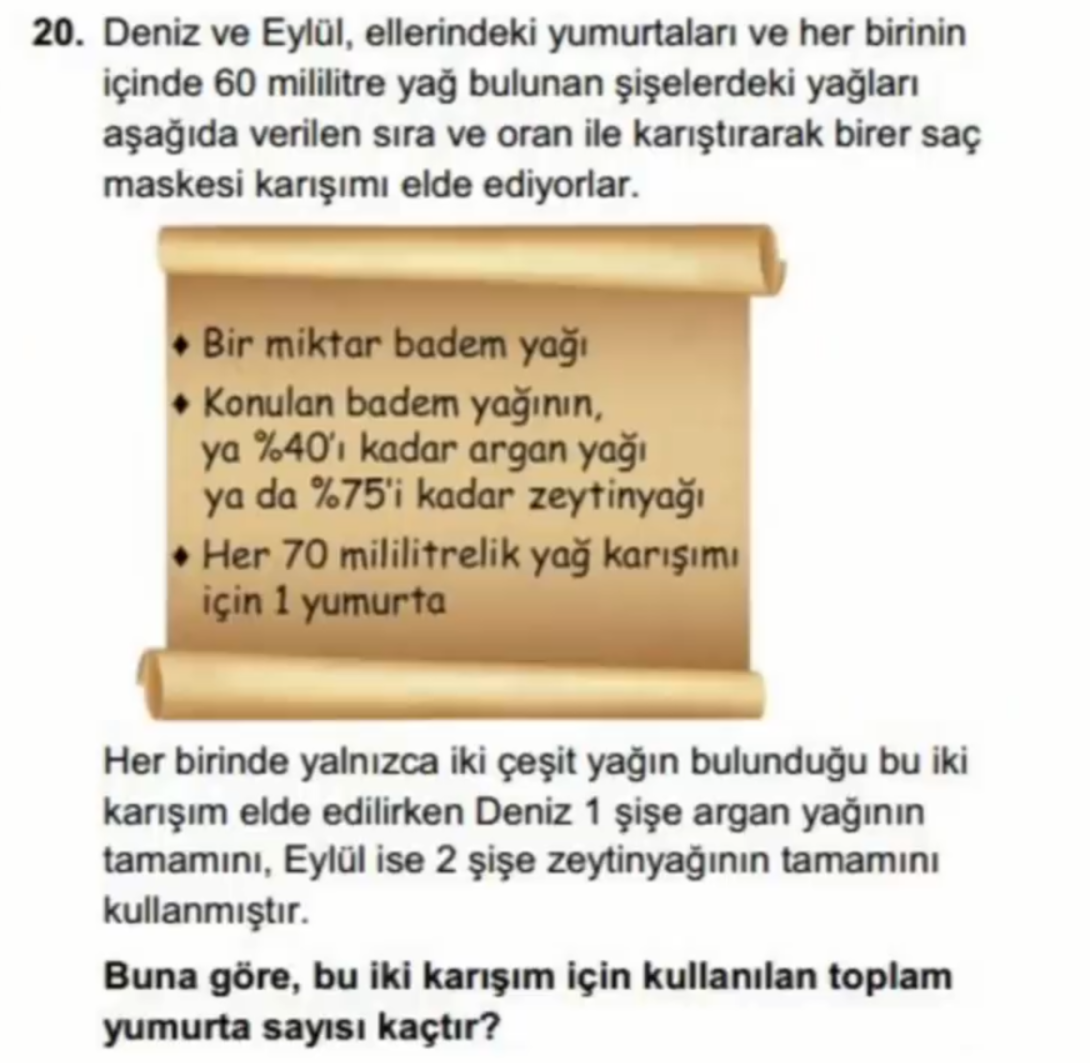 20. Deniz ve Eylül, ellerindeki yumurtaları ve her birinin
içinde 60 mililitre yağ bulunan şişelerdeki yağları
aşağıda verilen sıra ve oran ile karıştırarak birer saç
maskesi karışımı elde ediyorlar.
♦ Bir miktar badem yağı
♦ Konulan badem yağının,
ya %40'ı kadar argan yağı
ya da %75'i kadar zeytinyağı
♦ Her 70 mililitrelik yağ karışımı
için 1 yumurta
Her birinde yalnızca iki çeşit yağın bulunduğu bu iki
karışım elde edilirken Deniz 1 şişe argan yağının
tamamını, Eylül ise 2 şişe zeytinyağının tamamını
kullanmıştır.
Buna göre, bu iki karışım için kullanılan toplam
yumurta sayısı kaçtır?